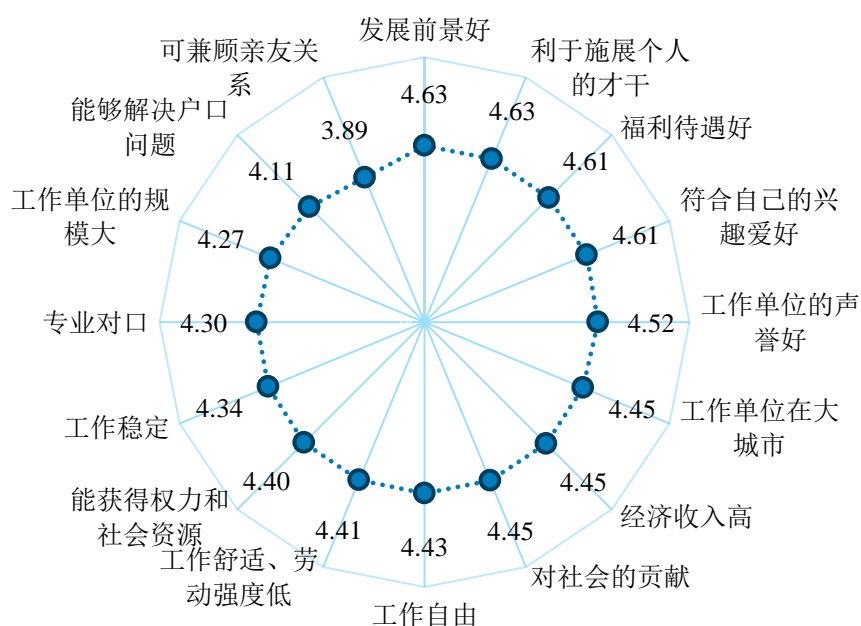 发展前景好
4.63
利于施展个人
的才干
4.63
福利待遇好
4.61
符合自己的兴
趣爱好
4.61
工作单位的声
誉好
4.52
工作单位在大
城市
4.45
经济收入高
4.45
对社会的贡献
4.45
工作自由
4.43
工作舒适、劳
动强度低
4.41
能获得权力和
社会资源
4.40
工作稳定
4.34
专业对口
4.30
工作单位的规
模大
4.27
能够解决户口
问题
4.11
可兼顾亲友关
系
3.89